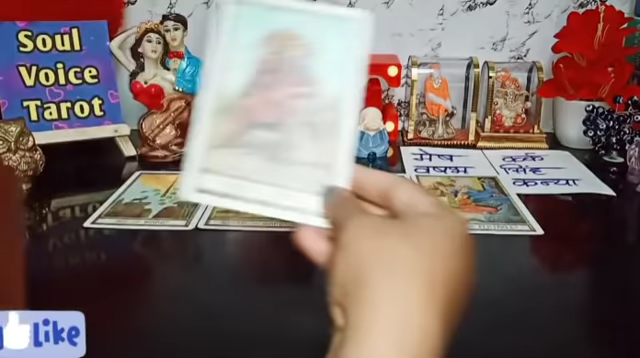 Soul
Voice
Tarot
मेष
वृषभ
कर्क
सिंह
कन्या
Like